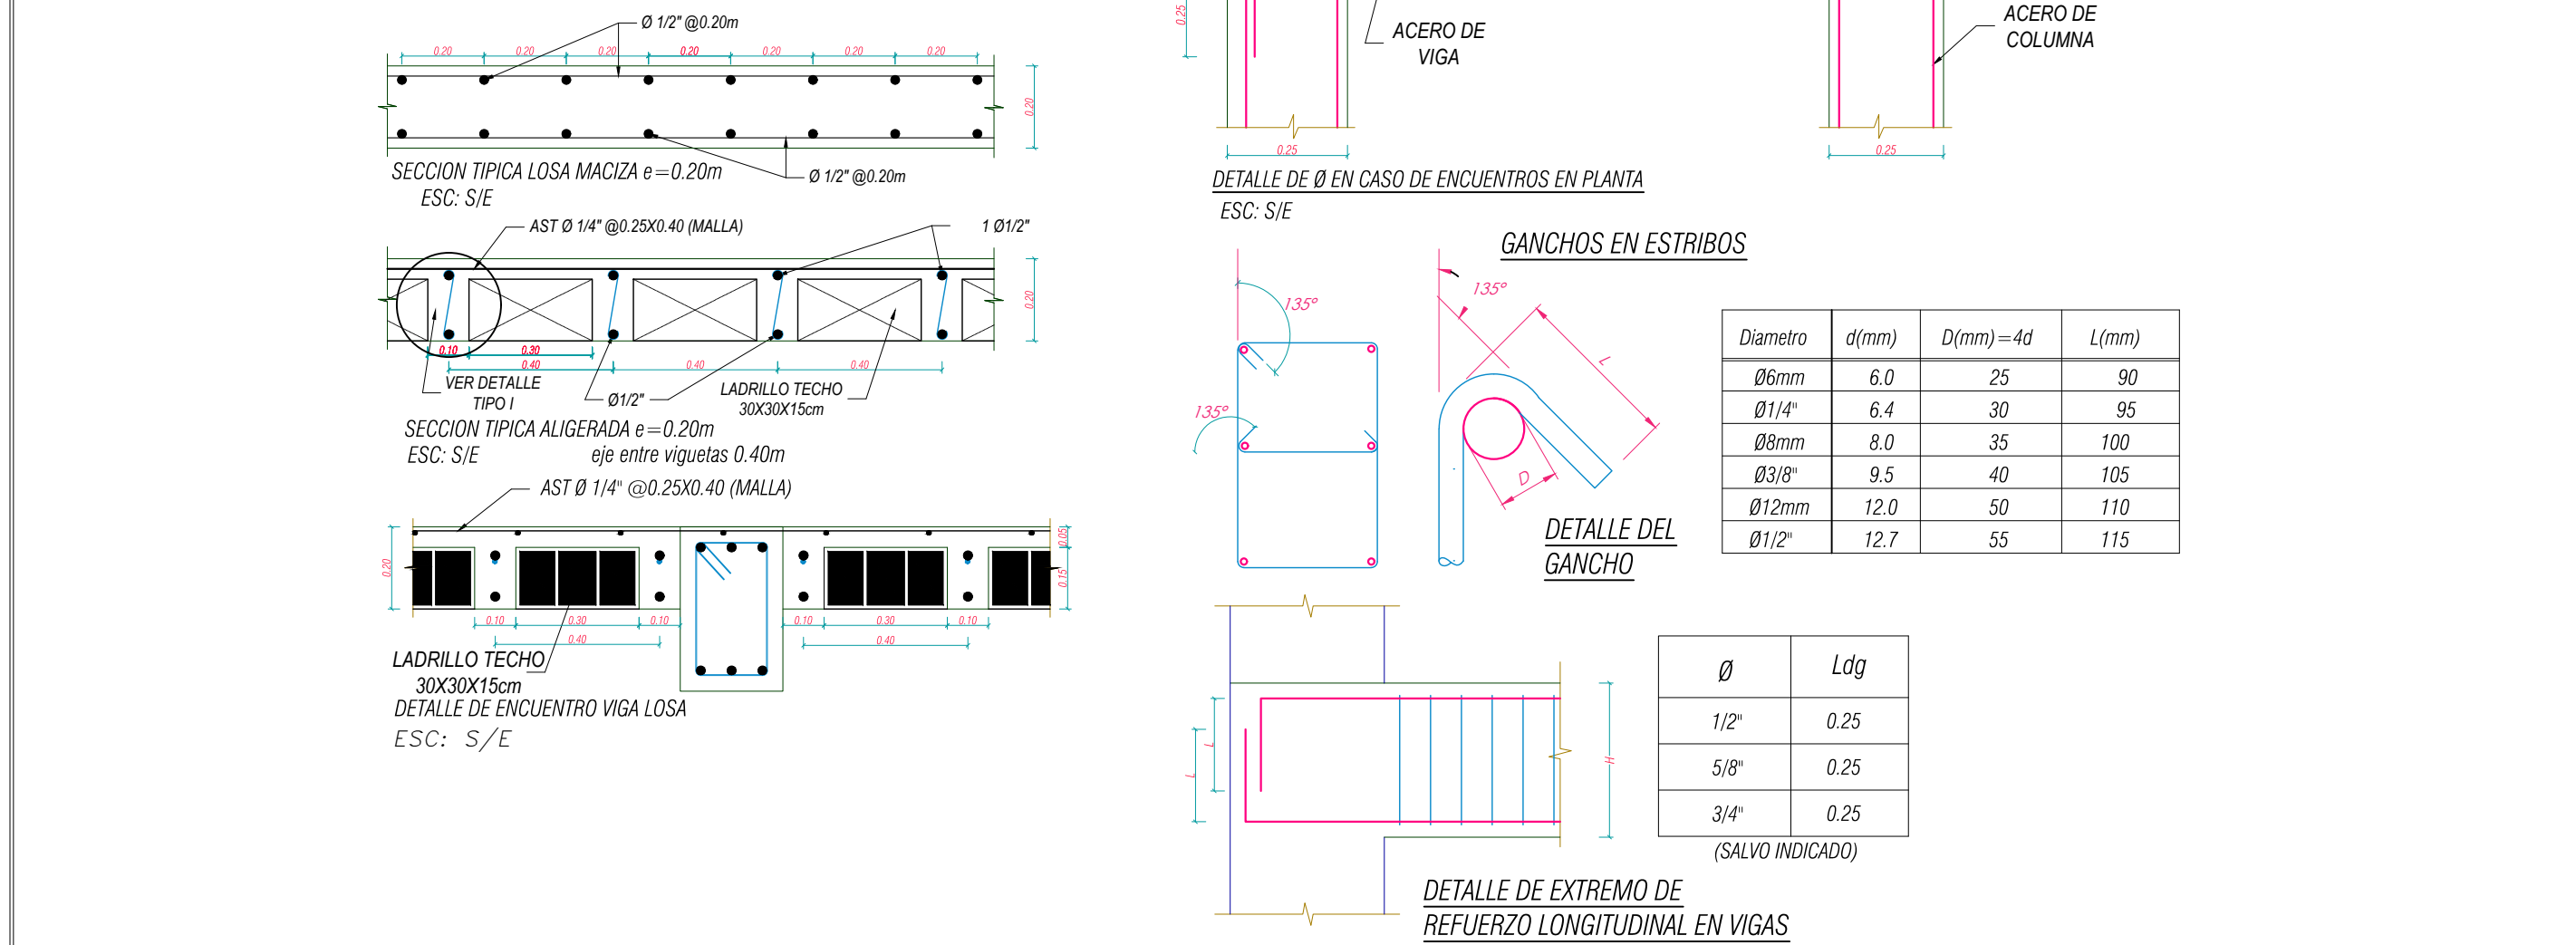 Ø 1/2" @0.20m
0.20 0.20 0.20 0.20 0.20 0.20 0.20
0.20
Ø 1/2" @0.20m
SECCION TIPICA LOSA MACIZA e=0.20m
ESC: S/E
AST Ø 1/4" @0.25X0.40 (MALLA)
1 Ø1/2"
0.20
0.10 0.30
0.40 0.40 0.40
VER DETALLE
TIPO I
Ø1/2"
LADRILLO TECHO
30X30X15cm
SECCION TIPICA ALIGERADA e=0.20m
ESC: S/E
eje entre viguetas 0.40m
AST Ø 1/4" @0.25X0.40 (MALLA)
0.20
0.05
0.15
0.10 0.30 0.10 0.10 0.30 0.10
0.40 0.40
LADRILLO TECHO
30X30X15cm
DETALLE DE ENCUENTRO VIGA LOSA
ESC: S/E
0.25
ACERO DE
VIGA
0.25
ACERO DE
COLUMNA
0.25
DETALLE DE Ø EN CASO DE ENCUENTROS EN PLANTA
ESC: S/E
GANCHOS EN ESTRIBOS
135º
135º
135º
L
D
DETALLE DEL
GANCHO
Diametro d(mm) D(mm)=4d L(mm)
Ø6mm 6.0 25 90
Ø1/4" 6.4 30 95
Ø8mm 8.0 35 100
Ø3/8" 9.5 40 105
Ø12mm 12.0 50 110
Ø1/2" 12.7 55 115
L
L
H
Ø Ldg
1/2" 0.25
5/8" 0.25
3/4" 0.25
(SALVO INDICADO)
DETALLE DE EXTREMO DE
REFUERZO LONGITUDINAL EN VIGAS